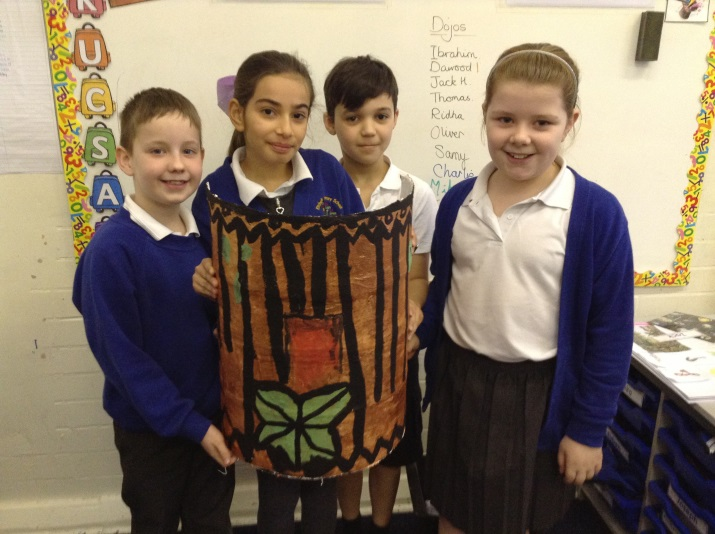 K
U
C
S
A
Dojos
Ibrahim
Dawood I
Jack H
Thomas
Ridha
Oliver
Samy
Charlie